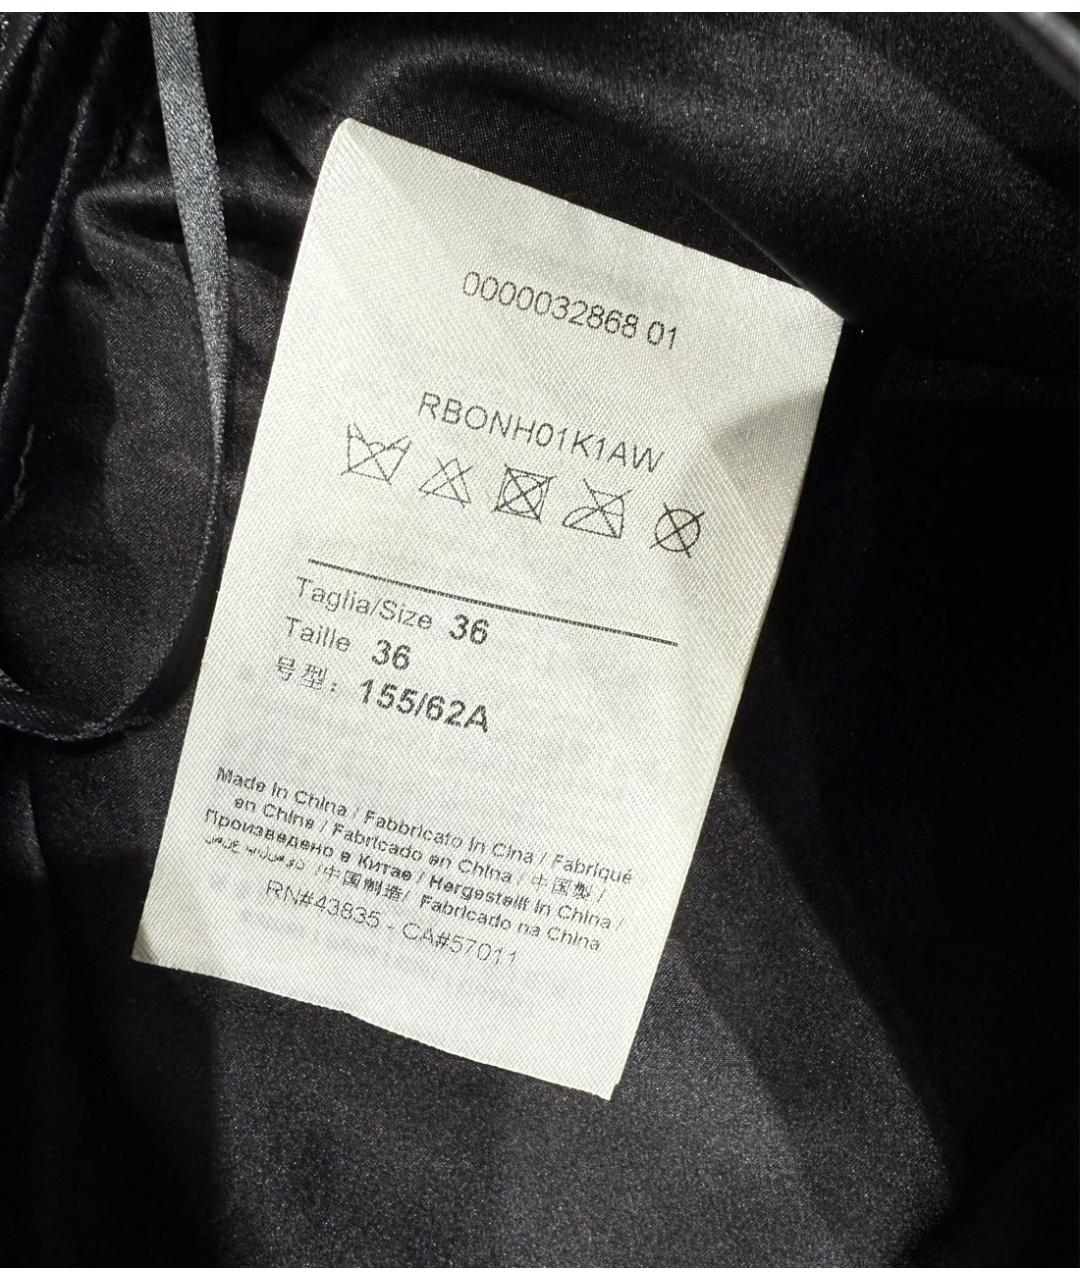 0000032868 01
RBONH01K1AW
Taglia/Size 36
Taille 36
号型: 155/62A
Made In China / Fabbricato In Cina / Fabriqué
en Chine / Fabricado en China / 中国製 /
Произведено в Китае / Hergestellt In China /
/中国制造/ Fabricado na China
RN#43835 - CA#57011